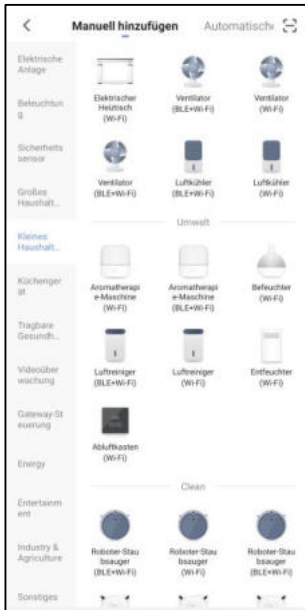 Manuell hinzufügen
Automatisch
Elektrische
Anlage
Beleuchtun
g
Sicherheits
sensor
Großes
Haushalt...
Kleines
Haushalt...
Küchenger
ät
Tragbare
Gesundh...
Videoüber
wachung
Gateway-St
euerung
Energy
Entertainm
ent
Industry &
Agriculture
Sonstiges
Elektrischer
Heiztisch
(Wi-Fi)
Ventilator
(BLE+Wi-Fi)
Ventilator
(Wi-Fi)
Ventilator
(BLE+Wi-Fi)
Luftkühler
(BLE+Wi-Fi)
Luftkühler
(Wi-Fi)
Umwelt
Aromatherapi
e-Maschine
(Wi-Fi)
Aromatherapi
e-Maschine
(BLE+Wi-Fi)
Befeuchter
(Wi-Fi)
Luftreiniger
(BLE+Wi-Fi)
Luftreiniger
(Wi-Fi)
Entfeuchter
(Wi-Fi)
Abluftkasten
(Wi-Fi)
Clean
Roboter-Stau
bsauger
(BLE+Wi-Fi)
Roboter-Stau
bsauger
(Wi-Fi)
Roboter-Stau
bsauger
(BLE+Wi-Fi)